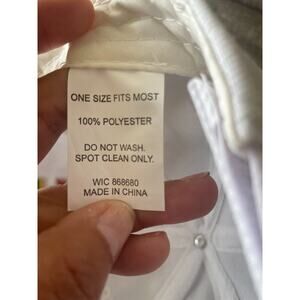 ONE SIZE FITS MOST
100% POLYESTER
DO NOT WASH.
SPOT CLEAN ONLY.
WIC 868680
MADE IN CHINA